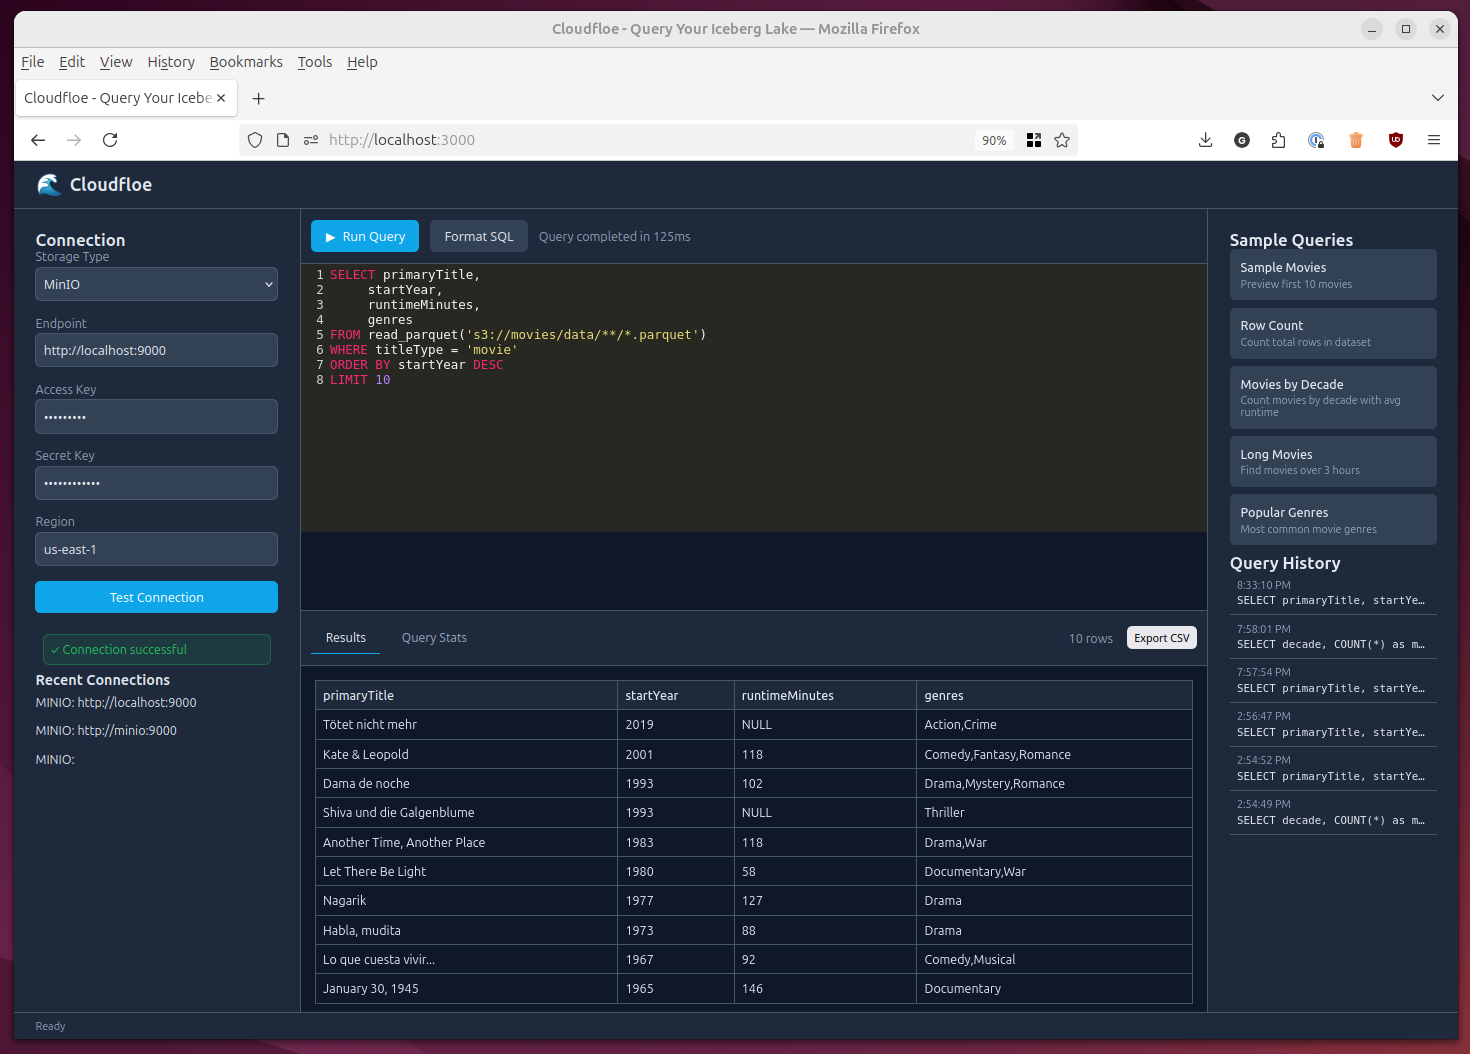 Cloudfloe - Query Your Iceberg Lake — Mozilla Firefox
File Edit View History Bookmarks Tools Help
Cloudfloe - Query Your Icebe
http://localhost:3000
90%
Cloudfloe
Connection
Storage Type
MinIO
Endpoint
http://localhost:9000
Access Key
•••••••••
Secret Key
••••••••••••
Region
us-east-1
Test Connection
✓ Connection successful
Recent Connections
MINIO: http://localhost:9000
MINIO: http://minio:9000
MINIO:
▶ Run Query Format SQL Query completed in 125ms
1 SELECT primaryTitle,
2 startYear,
3 runtimeMinutes,
4 genres
5 FROM read_parquet('s3://movies/data/**/*.parquet')
6 WHERE titleType = 'movie'
7 ORDER BY startYear DESC
8 LIMIT 10
Results Query Stats 10 rows Export CSV
primaryTitle startYear runtimeMinutes genres
Tötet nicht mehr 2019 NULL Action,Crime
Kate & Leopold 2001 118 Comedy,Fantasy,Romance
Dama de noche 1993 102 Drama,Mystery,Romance
Shiva und die Galgenblume 1993 NULL Thriller
Another Time, Another Place 1983 118 Drama,War
Let There Be Light 1980 58 Documentary,War
Nagarik 1977 127 Drama
Habla, mudita 1973 88 Drama
Lo que cuesta vivir... 1967 92 Comedy,Musical
January 30, 1945 1965 146 Documentary
Sample Queries
Sample Movies
Preview first 10 movies
Row Count
Count total rows in dataset
Movies by Decade
Count movies by decade with avg
runtime
Long Movies
Find movies over 3 hours
Popular Genres
Most common movie genres
Query History
8:33:10 PM
SELECT primaryTitle, startYe…
7:58:01 PM
SELECT decade, COUNT(*) as m…
7:57:54 PM
SELECT primaryTitle, startYe…
2:56:47 PM
SELECT primaryTitle, startYe…
2:54:52 PM
SELECT primaryTitle, startYe…
2:54:49 PM
SELECT decade, COUNT(*) as m…
Ready